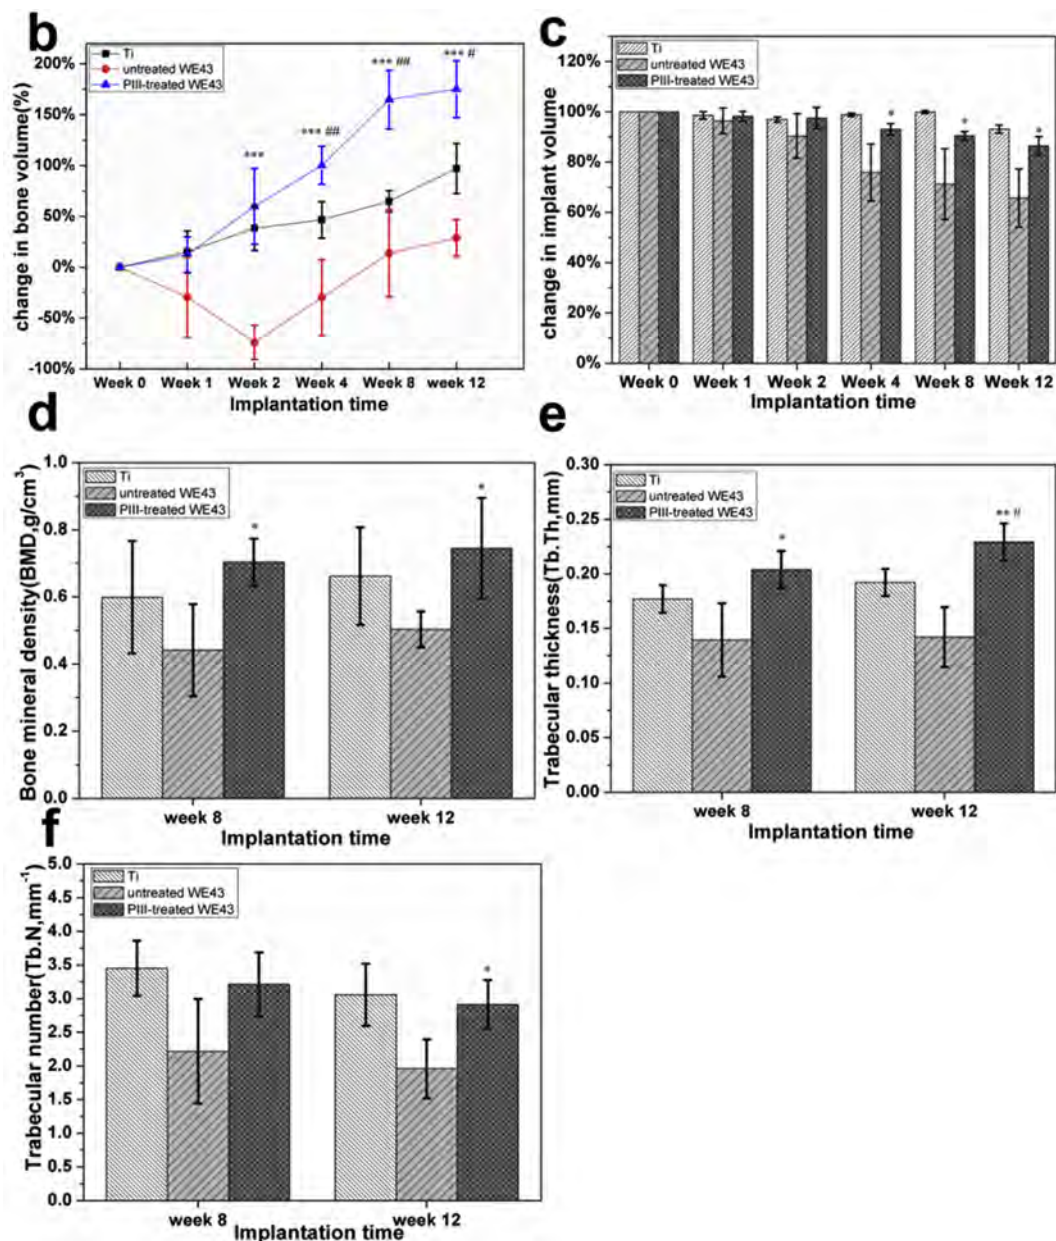 b
Ti
untreated WE43
PIII-treated WE43
change in bone volume(%)
200%
150%
100%
50%
0%
-50%
-100%
*** 
*** ##
*** ##
*** #
Week 0 Week 1 Week 2 Week 4 Week 8 week 12
Implantation time
c
Ti
untreated WE43
PIII-treated WE43
change in implant volume
120%
100%
80%
60%
40%
20%
0%
* * *
Week 0 Week 1 Week 2 Week 4 Week 8 Week 12
Implantation time
d
Ti
untreated WE43
PIII-treated WE43
Bone mineral density(BMD,g/cm³)
1.0
0.8
0.6
0.4
0.2
0.0
* *
week 8 week 12
Implantation time
e
Ti
untreated WE43
PIII-treated WE43
Trabecular thickness(Tb.Th,mm)
0.30
0.25
0.20
0.15
0.10
0.05
0.00
*
** #
week 8 week 12
Implantation time
f
Ti
untreated WE43
PIII-treated WE43
Trabecular number(Tb.N,mm⁻¹)
5.0
4.5
4.0
3.5
3.0
2.5
2.0
1.5
1.0
0.5
0.0
*
week 8 week 12
Implantation time